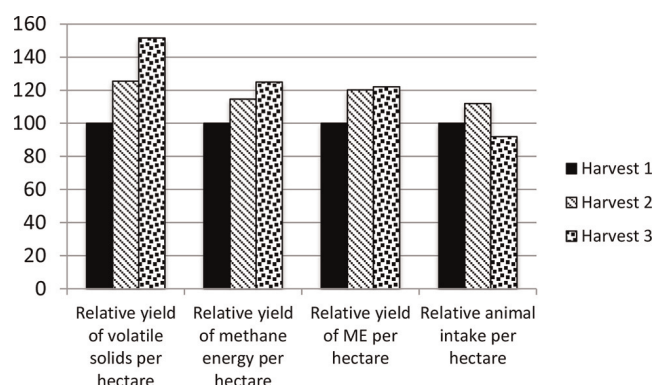 160
140
120
100
80
60
40
20
0
Harvest 1
Harvest 2
Harvest 3
Relative yield
of volatile
solids per
hectare
Relative yield
of methane
energy per
hectare
Relative yield
of ME per
hectare
Relative animal
intake per
hectare